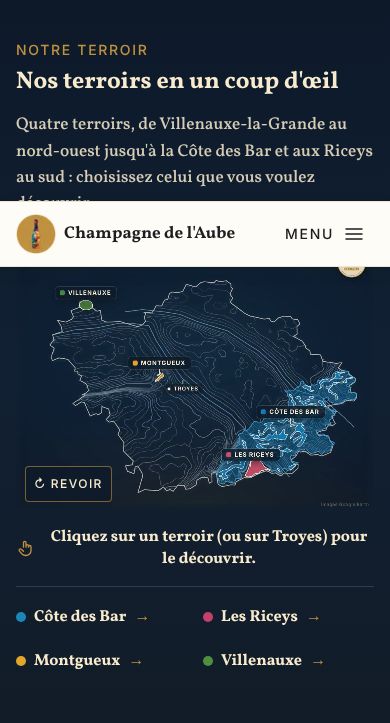 NOTRE TERROIR
Nos terroirs en un coup d'œil
Quatre terroirs, de Villenauxe-la-Grande au
nord-ouest jusqu'à la Côte des Bar et aux Riceys
au sud : choisissez celui que vous voulez
Champagne de l'Aube
MENU
VILLENAUXE
MONTGUEUX
TROYES
CÔTE DES BAR
LES RICEYS
↻ REVOIR
Images Google Earth
Cliquez sur un terroir (ou sur Troyes) pour
le découvrir.
Côte des Bar →
Les Riceys →
Montgueux →
Villenauxe →